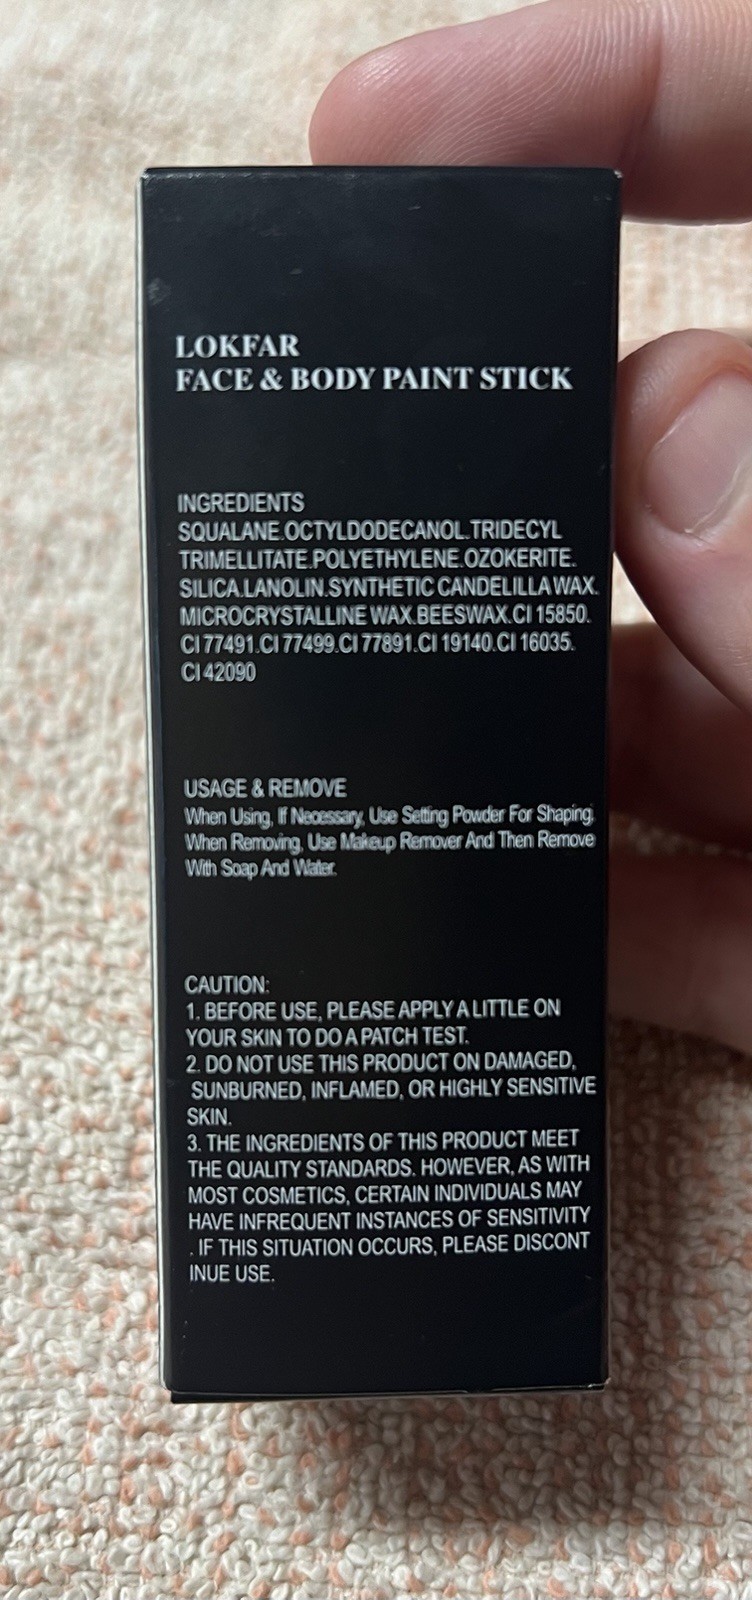 LOKFAR
FACE & BODY PAINT STICK
INGREDIENTS
SQUALANE.OCTYLDODECANOL.TRIDECYL
TRIMELLITATE.POLYETHYLENE.OZOKERITE.
SILICA.LANOLIN.SYNTHETIC CANDELILLA WAX.
MICROCRYSTALLINE WAX.BEESWAX.CI 15850.
CI 77491.CI 77499.CI 77891.CI 19140.CI 16035.
CI 42090
USAGE & REMOVE
When Using, If Necessary, Use Setting Powder For Shaping.
When Removing, Use Makeup Remover And Then Remove
With Soap And Water.
CAUTION:
1. BEFORE USE, PLEASE APPLY A LITTLE ON
YOUR SKIN TO DO A PATCH TEST.
2. DO NOT USE THIS PRODUCT ON DAMAGED,
SUNBURNED, INFLAMED, OR HIGHLY SENSITIVE
SKIN.
3. THE INGREDIENTS OF THIS PRODUCT MEET
THE QUALITY STANDARDS. HOWEVER, AS WITH
MOST COSMETICS, CERTAIN INDIVIDUALS MAY
HAVE INFREQUENT INSTANCES OF SENSITIVITY
. IF THIS SITUATION OCCURS, PLEASE DISCONT
INUE USE.